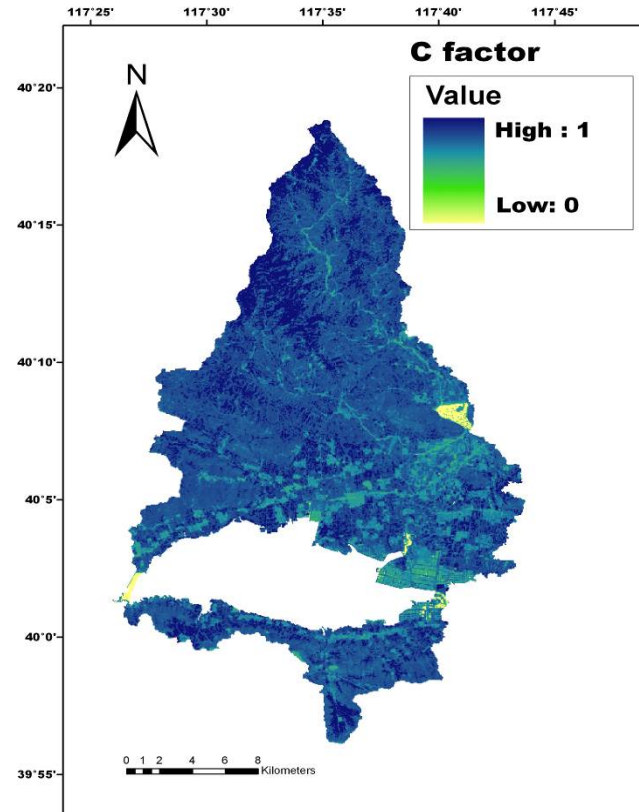 117°25' 117°30' 117°35' 117°40' 117°45'
C factor
Value
High : 1
Low: 0
N
40°20'
40°15'
40°10'
40°5'
40°0'
39°55'
0 1 2 4 6 8
Kilometers